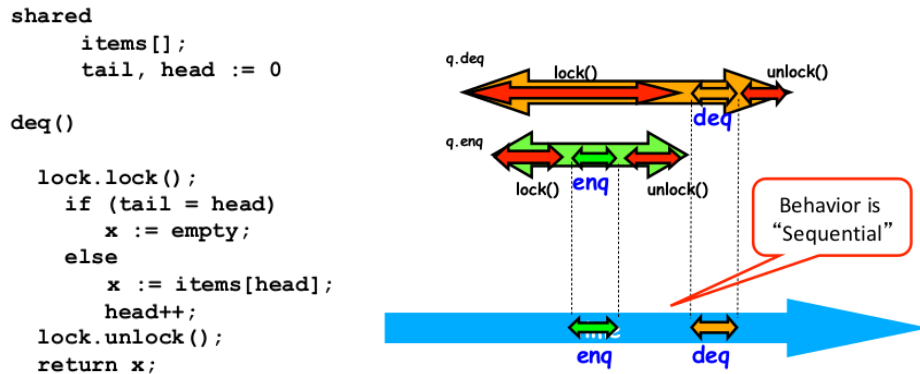 shared
items[];
tail, head := 0
deq()
lock.lock();
if (tail = head)
x := empty;
else
x := items[head];
head++;
lock.unlock();
return x;
q.deq
lock()
unlock()
deq
q.enq
lock()
enq
unlock()
Behavior is
“Sequential”
enq
deq